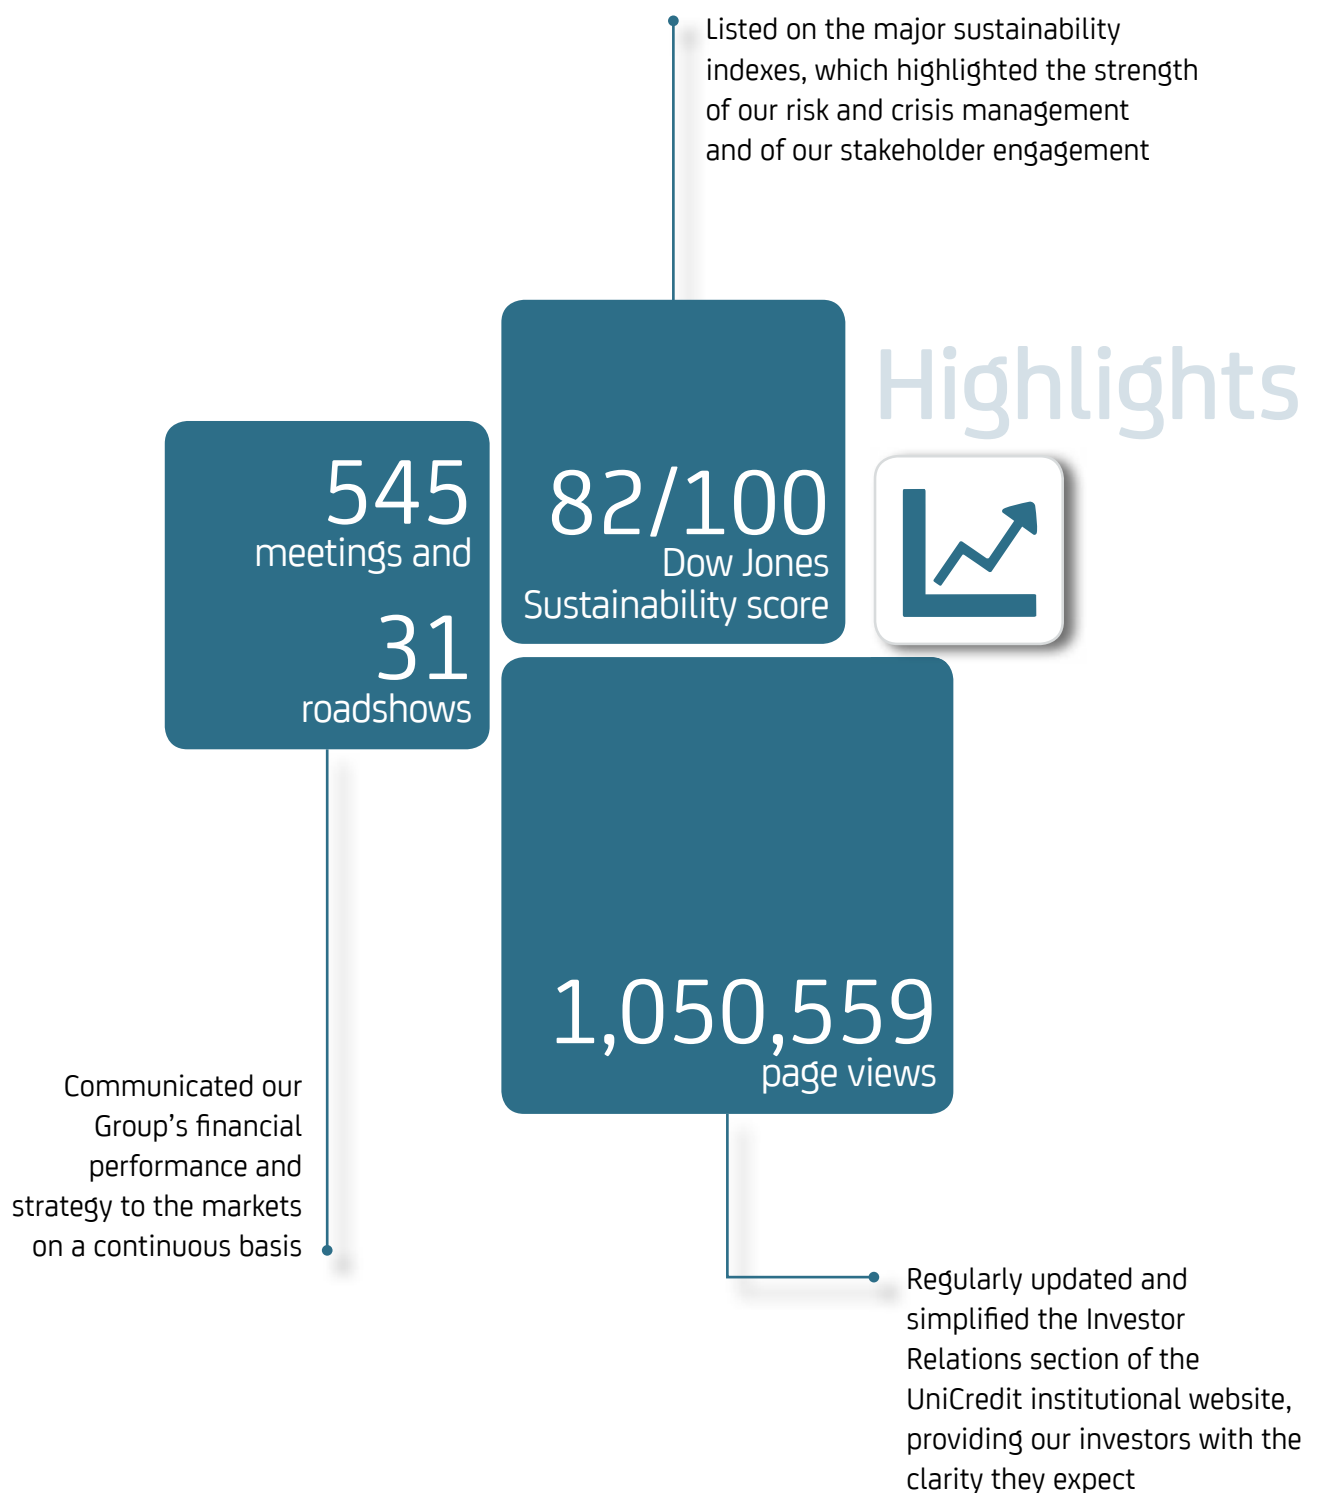 Listed on the major sustainability
indexes, which highlighted the strength
of our risk and crisis management
and of our stakeholder engagement
Highlights
545
meetings and
31
roadshows
82/100
Dow Jones
Sustainability score
1,050,559
page views
Communicated our
Group’s financial
performance and
strategy to the markets
on a continuous basis
Regularly updated and
simplified the Investor
Relations section of the
UniCredit institutional website,
providing our investors with the
clarity they expect